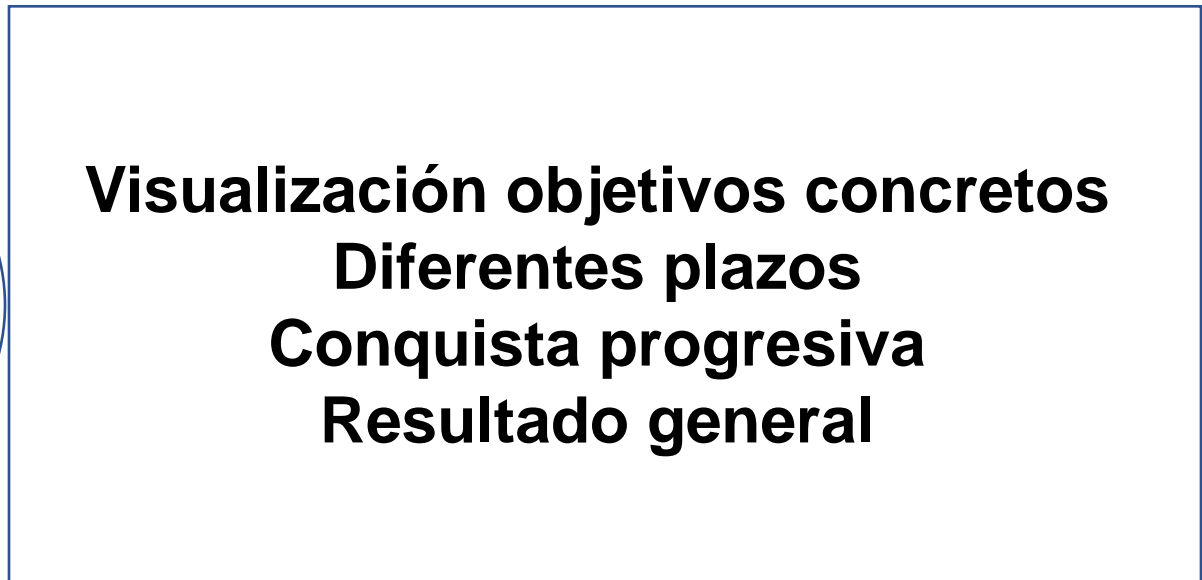 Visualización objetivos concretos
Diferentes plazos
Conquista progresiva
Resultado general